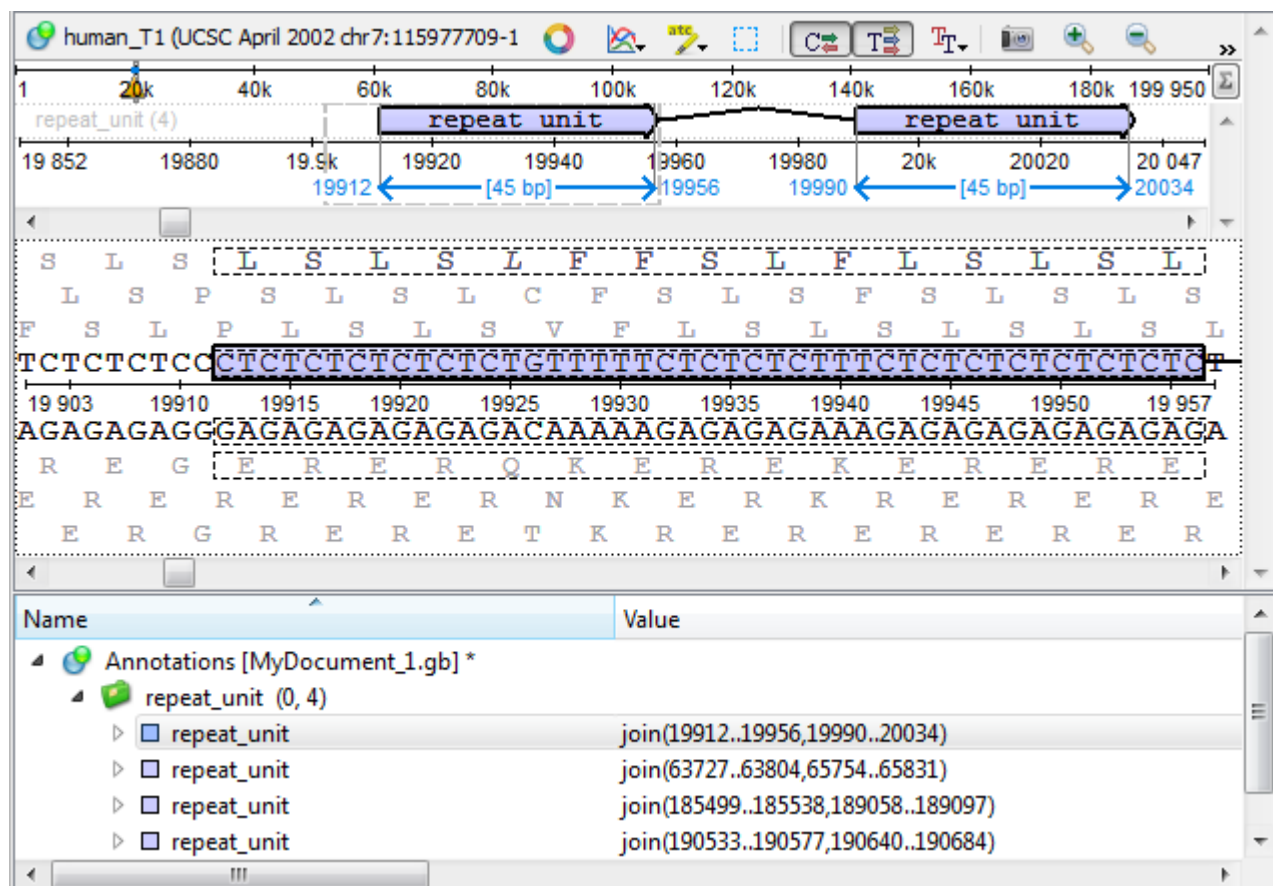 human_T1 (UCSC April 2002 chr7:115977709-1
1 20k 40k 60k 80k 100k 120k 140k 160k 180k 199 950 Σ
repeat_unit (4) repeat unit repeat unit
19 852 19880 19.9k 19920 19940 19960 19980 20k 20020 20 047
19912 [45 bp] 19956 19990 [45 bp] 20034
S L S L S L S L F F S L F L S L S L
L S P S L S L C F S L S F S L S L S
F S L P L S L S V F L S L S L S L S L
TCTCTCTCCCTCTCTCTCTCTCTGTTTTTCTCTCTCTTTCTCTCTCTCTCTCTCT
19 903 19910 19915 19920 19925 19930 19935 19940 19945 19950 19 957
AGAGAGAGGGAGAGAGAGAGAGACAAAAAGAGAGAGAAAGAGAGAGAGAGAGAGA
R E G E R E R Q K E R E K E R E R E
E R E R E R E R N K E R K R E R E R E
E R G R E R E T K R E R E R E R E R
Name Value
Annotations [MyDocument_1.gb] *
repeat_unit (0, 4)
repeat_unit join(19912..19956,19990..20034)
repeat_unit join(63727..63804,65754..65831)
repeat_unit join(185499..185538,189058..189097)
repeat_unit join(190533..190577,190640..190684)